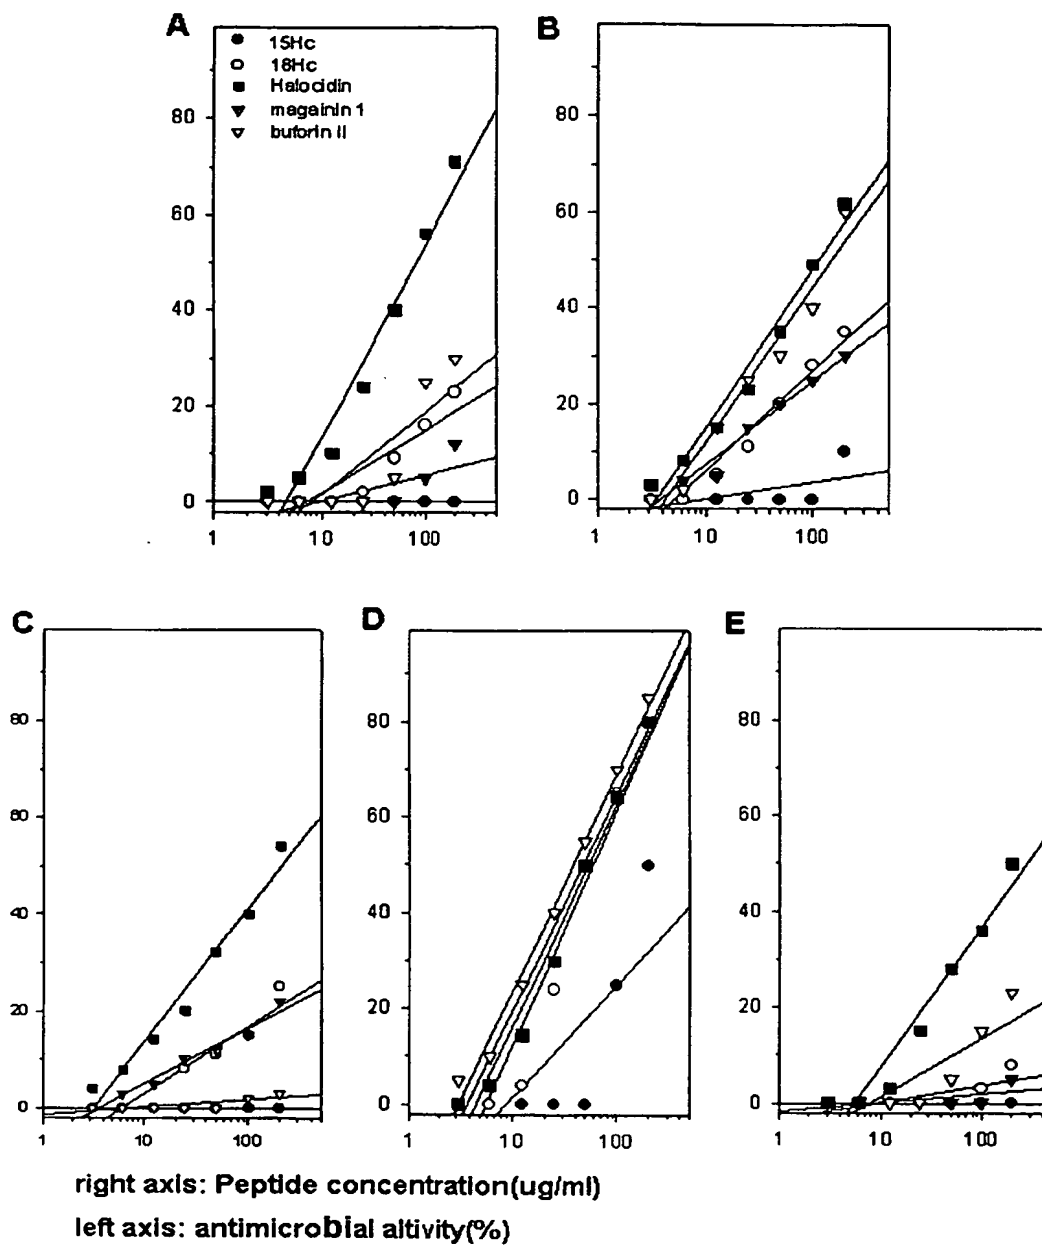 A
15Hc
18Hc
Halocidin
magainin 1
buforin II
80
60
40
20
0
1 10 100
B
80
60
40
20
0
1 10 100
C
80
60
40
20
0
1 10 100
D
80
60
40
20
0
1 10 100
E
80
60
40
20
0
1 10 100
right axis: Peptide concentration(ug/ml)
left axis: antimicrobial altivity(%)